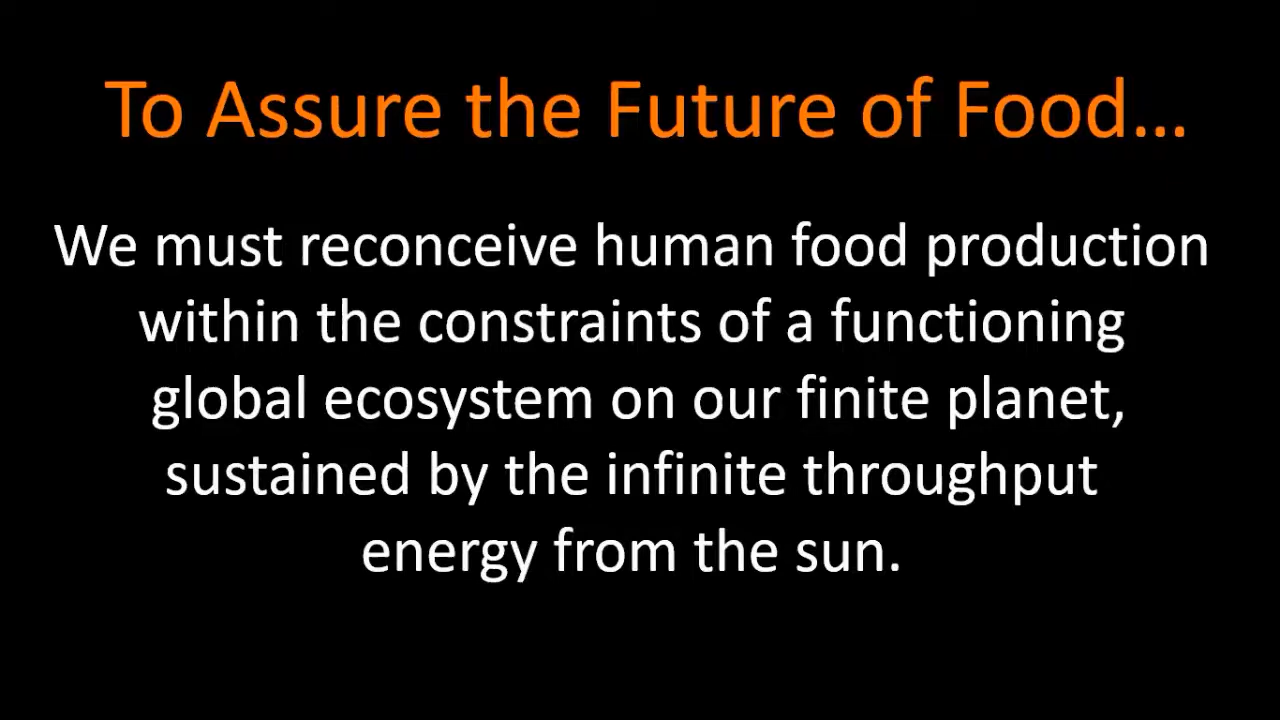 To Assure the Future of Food...
We must reconceive human food production
within the constraints of a functioning
global ecosystem on our finite planet,
sustained by the infinite throughput
energy from the sun.